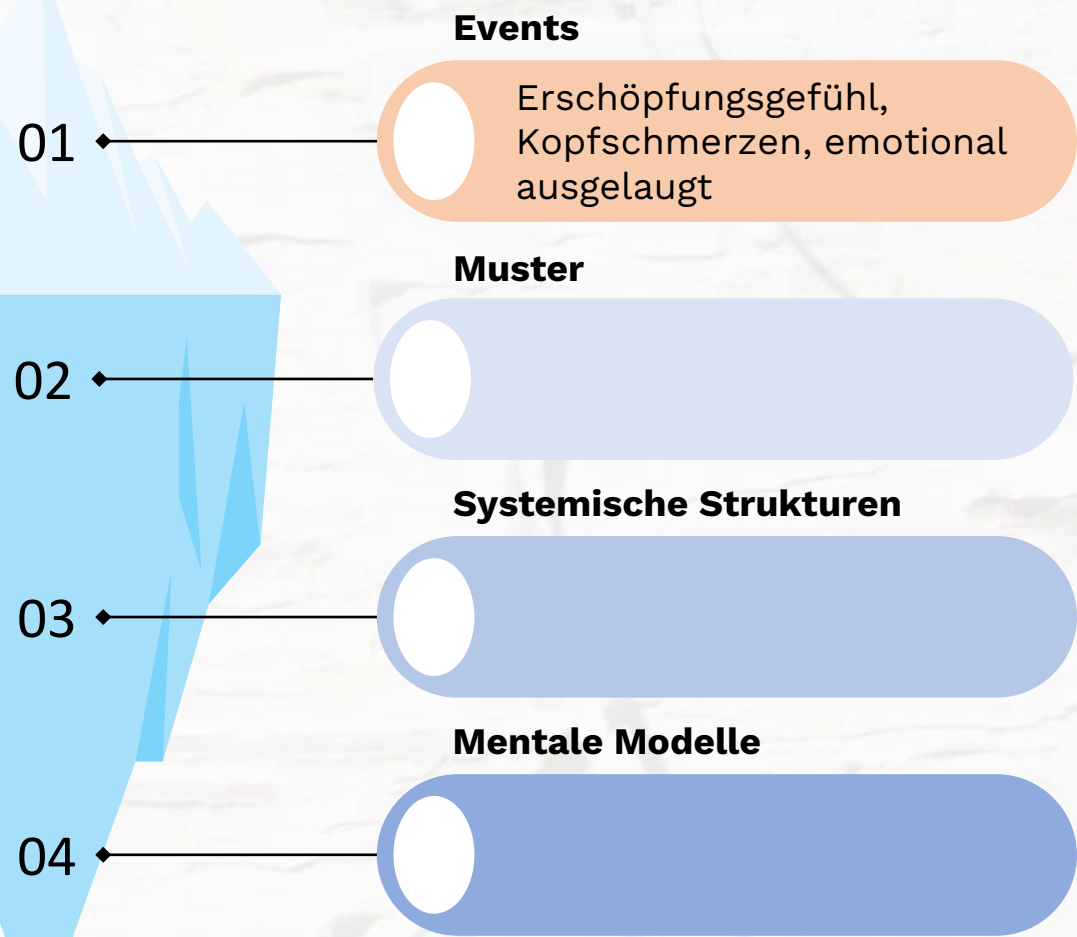 Events
01
Erschöpfungsgefühl,
Kopfschmerzen, emotional
ausgelaugt
Muster
02
Systemische Strukturen
03
Mentale Modelle
04